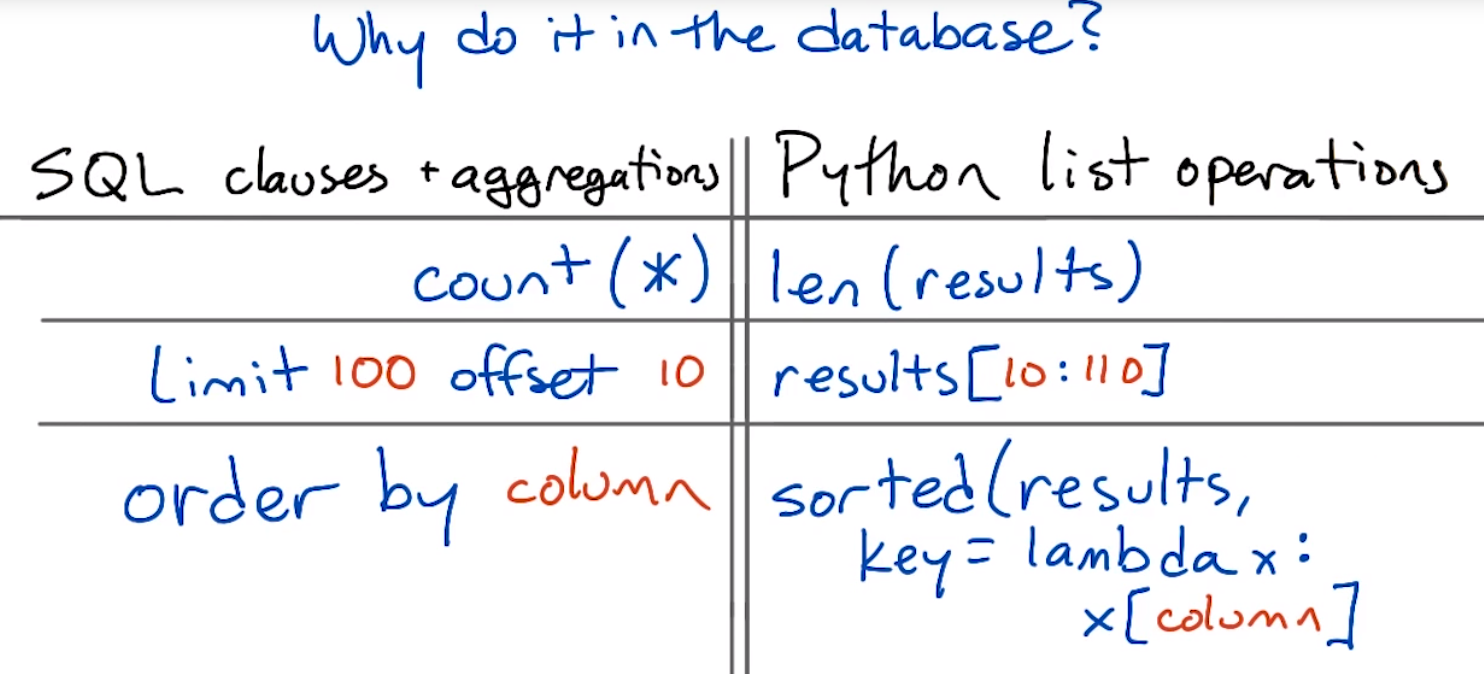 Why do it in the database?
SQL clauses + aggregations Python list operations
count (*) len (results)
limit 100 offset 10 results[10:110]
order by column sorted(results,
key = lambda x:
x[column]